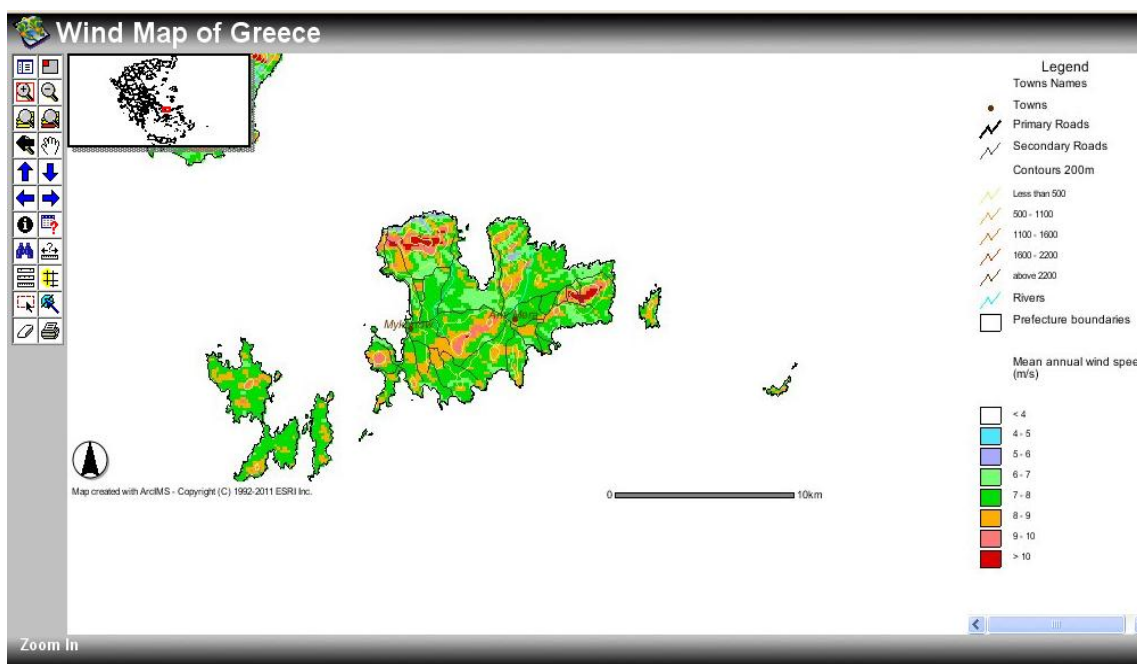 Wind Map of Greece
Legend
Towns Names
Towns
Primary Roads
Secondary Roads
Contours 200m
Less than 500
500 - 1100
1100 - 1600
1600 - 2200
above 2200
Rivers
Prefecture boundaries
Mean annual wind spee
(m/s)
< 4
4 - 5
5 - 6
6 - 7
7 - 8
8 - 9
9 - 10
> 10
Map created with ArcIMS - Copyright (C) 1992-2011 ESRI Inc.
0 10km
Zoom In